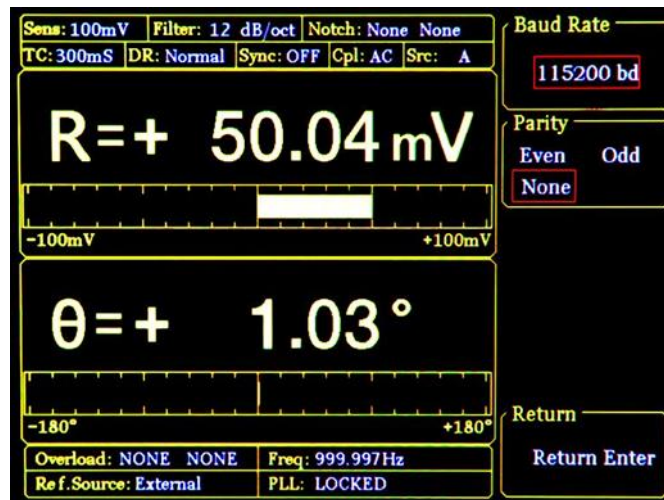 Sens: 100mV Filter: 12 dB/oct Notch: None None
TC: 300mS DR: Normal Sync: OFF Cpl: AC Src: A
R=+ 50.04 mV
-100mV +100mV
θ=+ 1.03°
-180° +180°
Overload: NONE NONE Freq: 999.997Hz
Ref.Source: External PLL: LOCKED
Baud Rate
115200 bd
Parity
Even Odd
None
Return
Return Enter